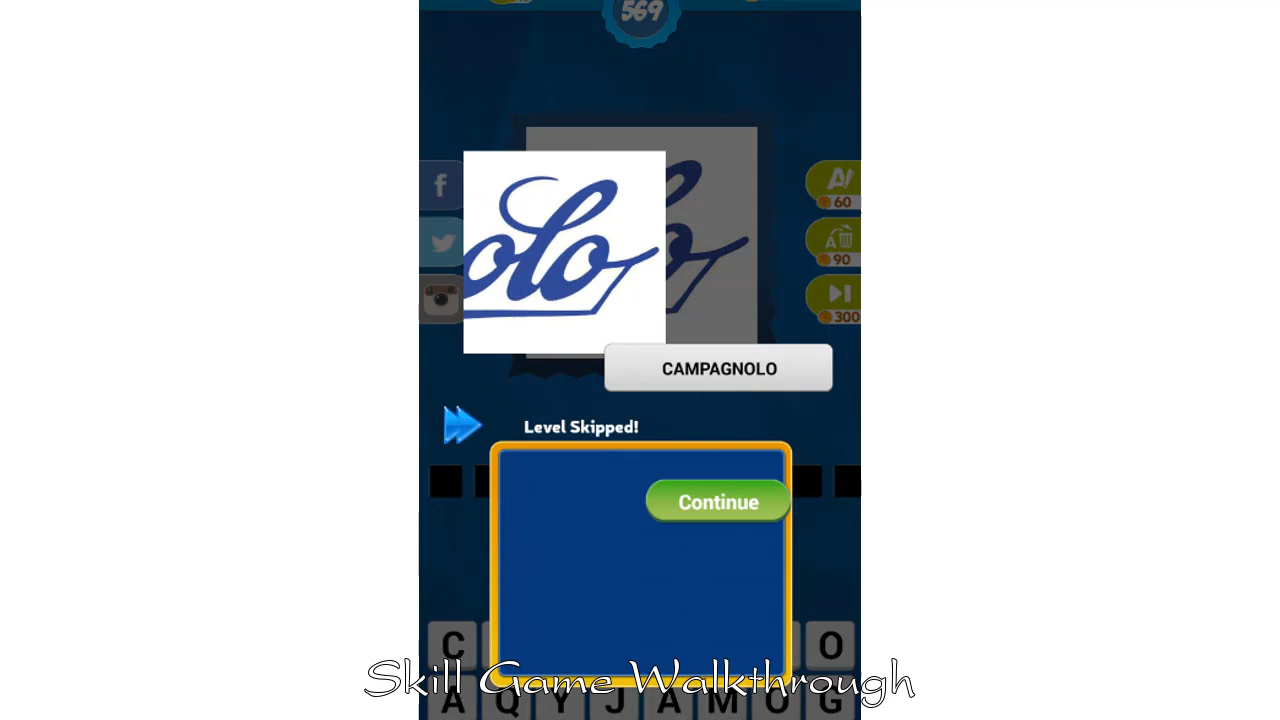 569
olo
60
90
300
CAMPAGNOLO
Level Skipped!
Continue
C O
Skill Game Walkthrough
A Q Y J A M O G